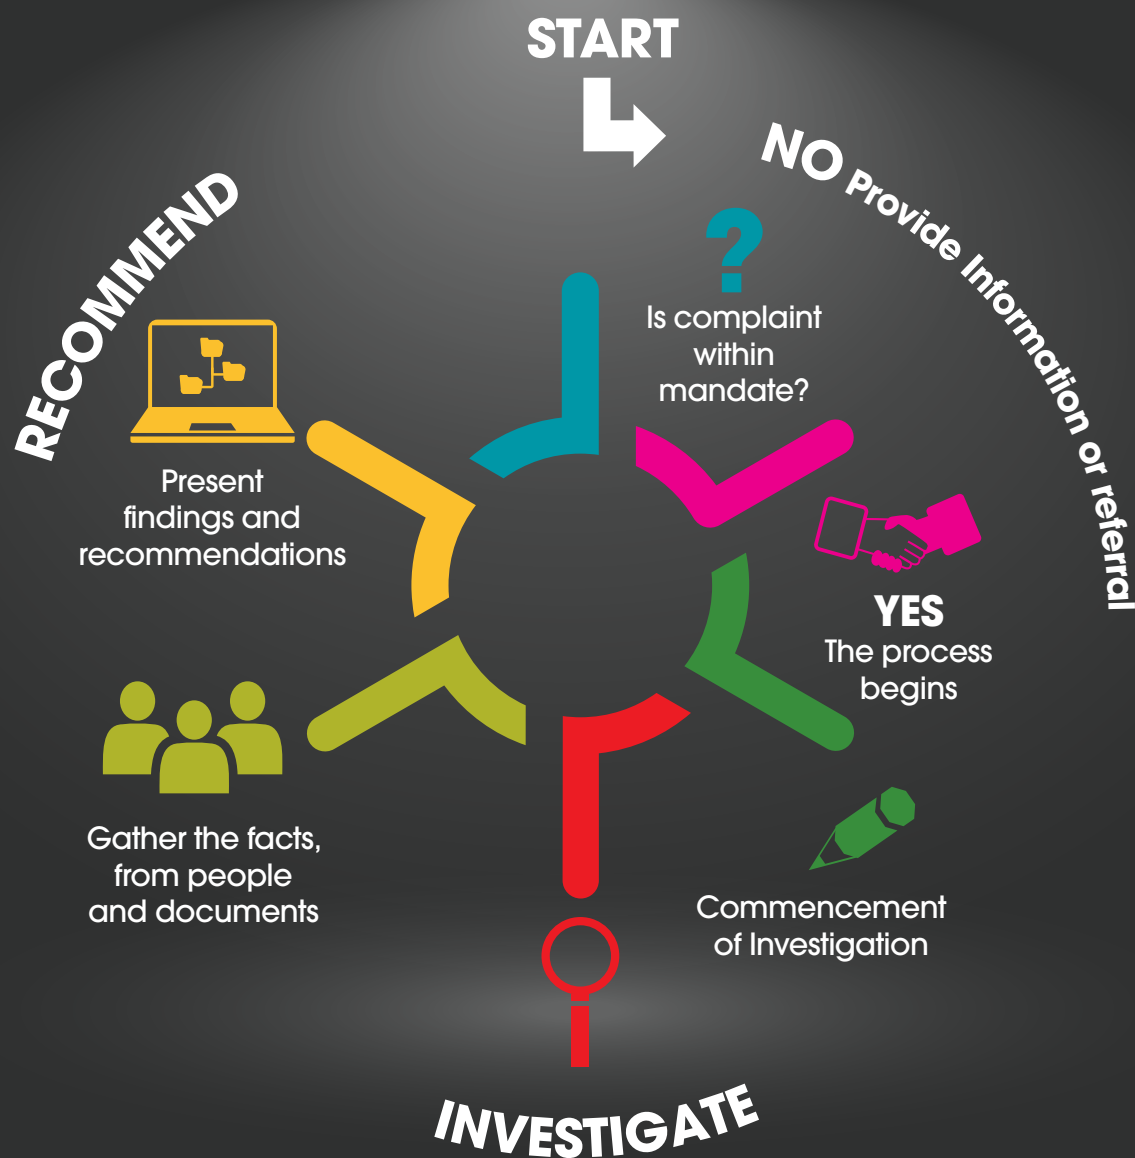 START
NO Provide Information or referral
?
Is complaint
within
mandate?
YES
The process
begins
Commencement
of Investigation
INVESTIGATE
Gather the facts,
from people
and documents
RECOMMEND
Present
findings and
recommendations